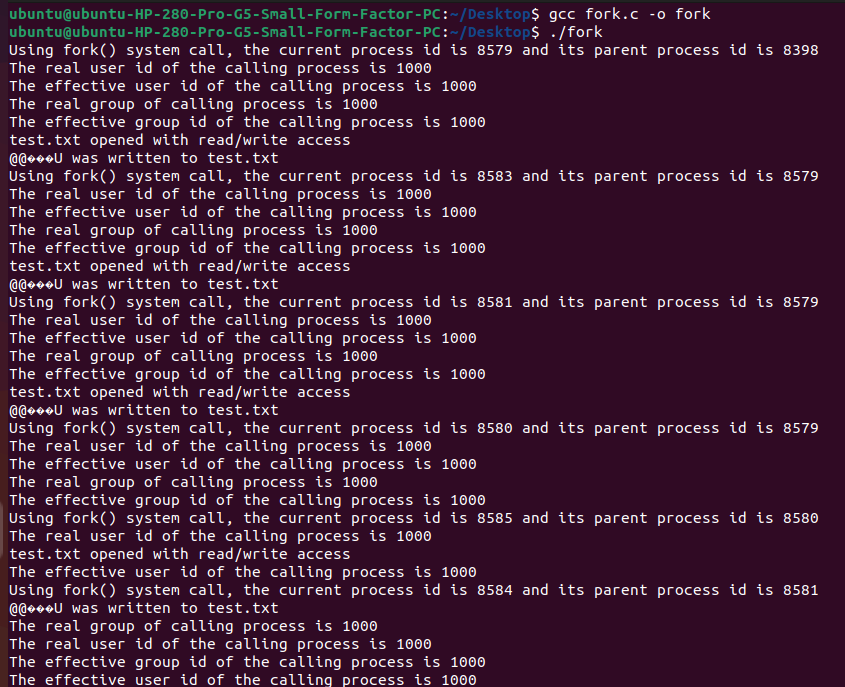 ubuntu@ubuntu-HP-280-Pro-G5-Small-Form-Factor-PC:~/Desktop$ gcc fork.c -o fork
ubuntu@ubuntu-HP-280-Pro-G5-Small-Form-Factor-PC:~/Desktop$ ./fork
Using fork() system call, the current process id is 8579 and its parent process id is 8398
The real user id of the calling process is 1000
The effective user id of the calling process is 1000
The real group of calling process is 1000
The effective group id of the calling process is 1000
test.txt opened with read/write access
@@���U was written to test.txt
Using fork() system call, the current process id is 8583 and its parent process id is 8579
The real user id of the calling process is 1000
The effective user id of the calling process is 1000
The real group of calling process is 1000
The effective group id of the calling process is 1000
test.txt opened with read/write access
@@���U was written to test.txt
Using fork() system call, the current process id is 8581 and its parent process id is 8579
The real user id of the calling process is 1000
The effective user id of the calling process is 1000
The real group of calling process is 1000
The effective group id of the calling process is 1000
test.txt opened with read/write access
@@���U was written to test.txt
Using fork() system call, the current process id is 8580 and its parent process id is 8579
The real user id of the calling process is 1000
The effective user id of the calling process is 1000
The real group of calling process is 1000
The effective group id of the calling process is 1000
Using fork() system call, the current process id is 8585 and its parent process id is 8580
The real user id of the calling process is 1000
test.txt opened with read/write access
The effective user id of the calling process is 1000
Using fork() system call, the current process id is 8584 and its parent process id is 8581
@@���U was written to test.txt
The real group of calling process is 1000
The real user id of the calling process is 1000
The effective group id of the calling process is 1000
The effective user id of the calling process is 1000